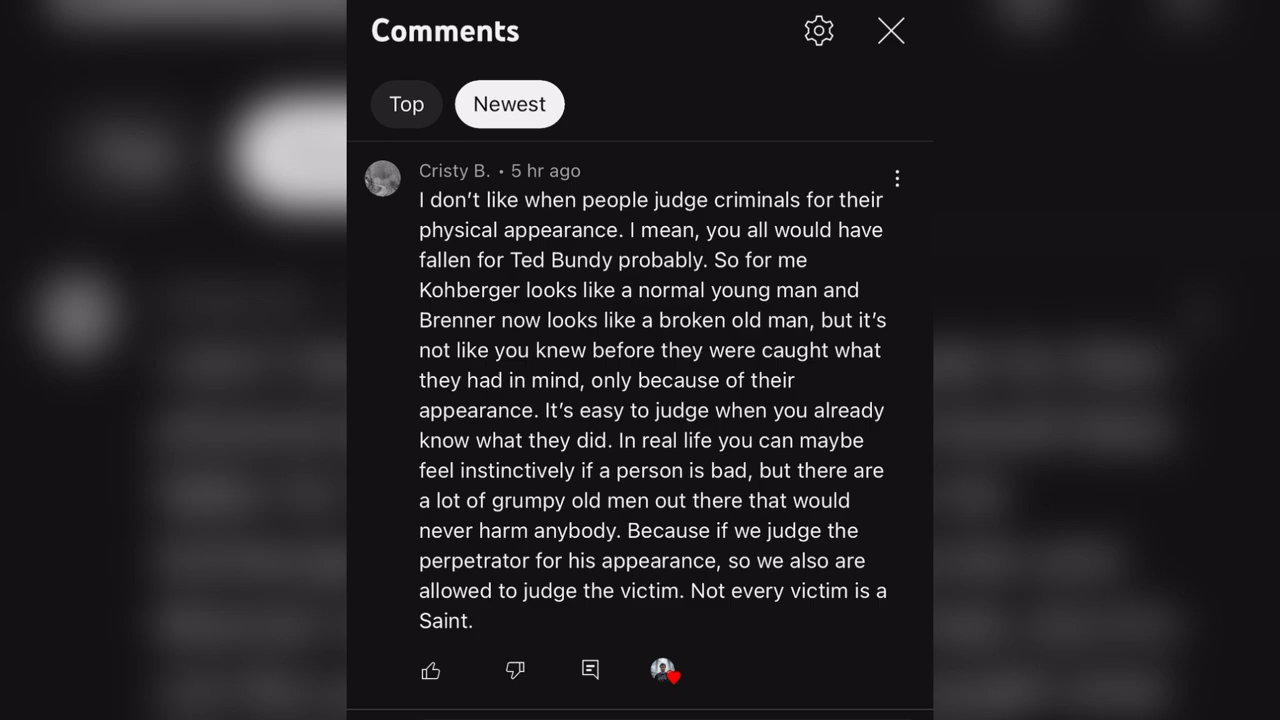 Comments
Top
Newest
Cristy B. • 5 hr ago
I don’t like when people judge criminals for their
physical appearance. I mean, you all would have
fallen for Ted Bundy probably. So for me
Kohberger looks like a normal young man and
Brenner now looks like a broken old man, but it’s
not like you knew before they were caught what
they had in mind, only because of their
appearance. It’s easy to judge when you already
know what they did. In real life you can maybe
feel instinctively if a person is bad, but there are
a lot of grumpy old men out there that would
never harm anybody. Because if we judge the
perpetrator for his appearance, so we also are
allowed to judge the victim. Not every victim is a
Saint.